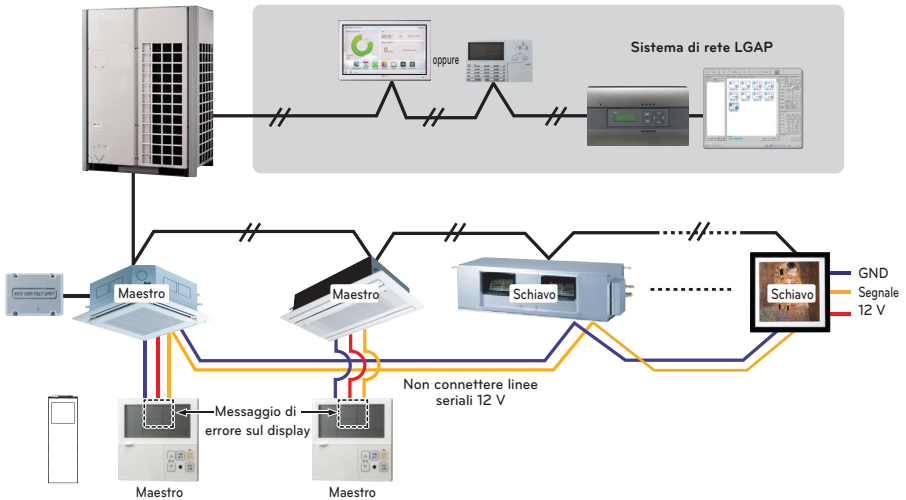 oppure
Sistema di rete LGAP
Maestro
Maestro
Schiavo
Schiavo
GND
Segnale
12 V
Non connettere linee
seriali 12 V
Messaggio di
errore sul display
Maestro
Maestro